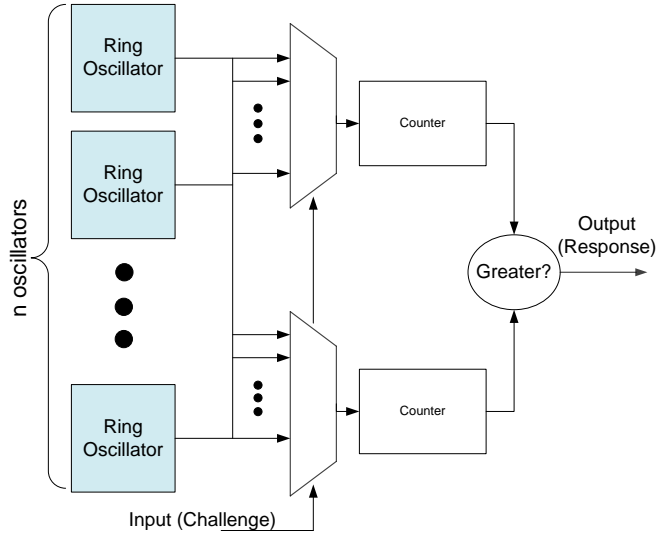 Ring
Oscillator
Counter
Ring
Oscillator
n oscillators
Output
(Response)
Greater?
Ring
Oscillator
Counter
Input (Challenge)